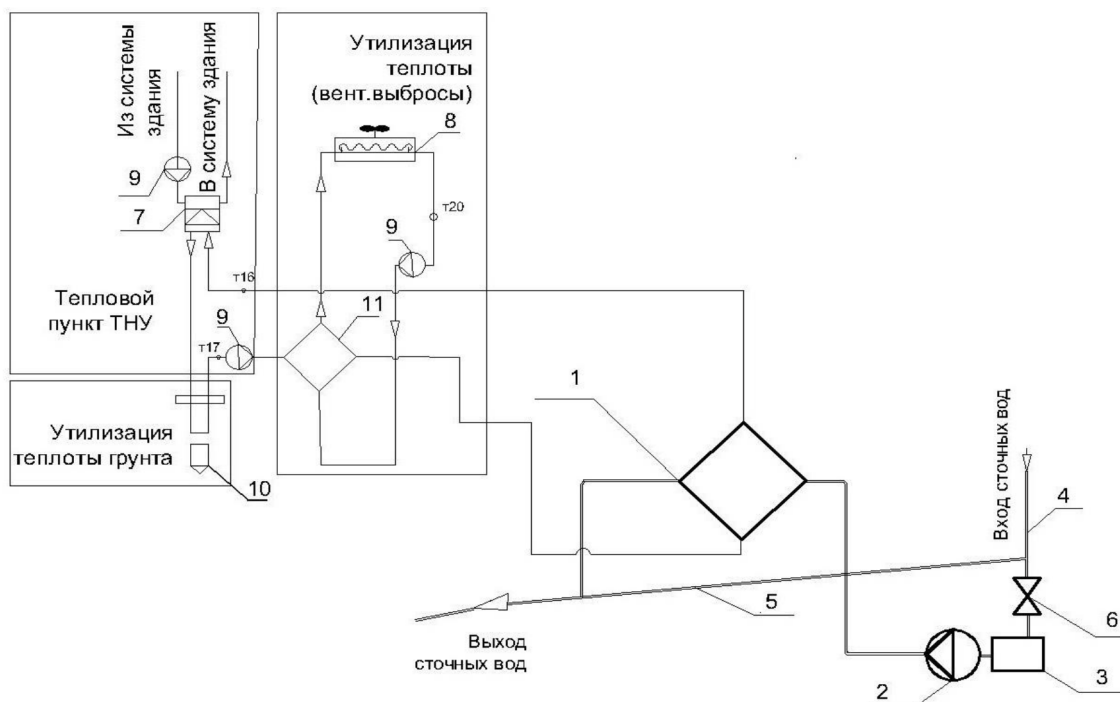 Из системы
здания
В систему здания
9
7
т16
Тепловой
пункт ТНУ
9
т17
Утилизация
теплоты грунта
10
Утилизация
теплоты
(вент.выбросы)
8
т20
9
11
1
Вход сточных вод
4
5
6
Выход
сточных вод
2
3